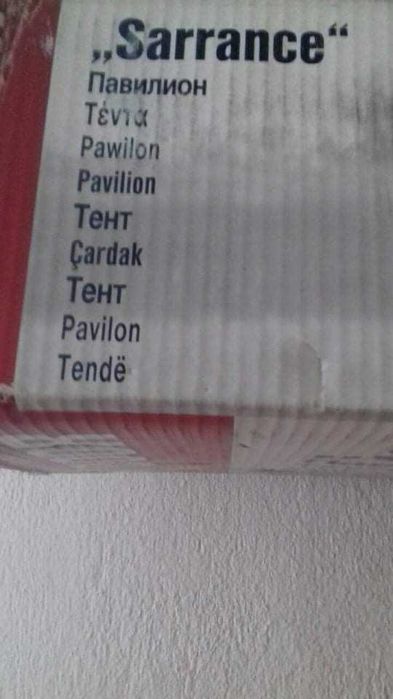 „Sarrance“
Павилион
Τέντα
Pawilon
Pavilion
Тент
Çardak
Тент
Pavilon
Tendë